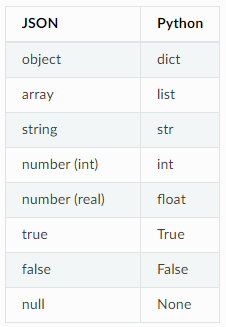 JSON Python
object dict
array list
string str
number (int) int
number (real) float
true True
false False
null None